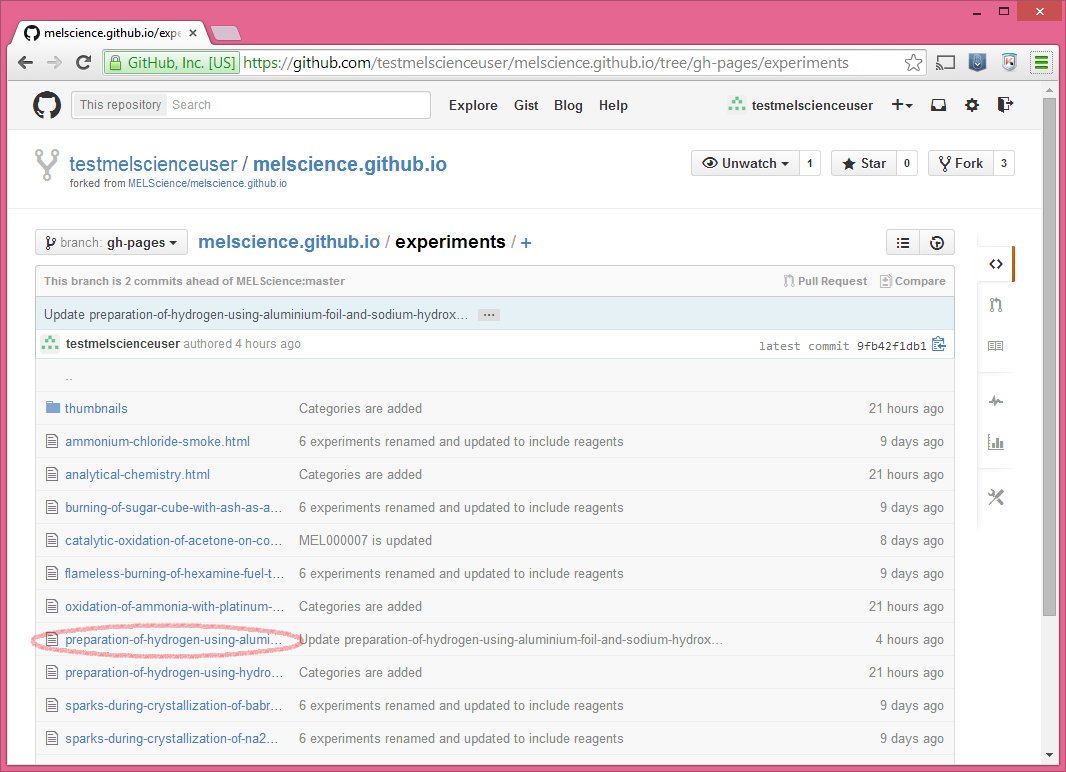 melscience.github.io/expe
GitHub, Inc. [US] https://github.com/testmelscienceuser/melscience.github.io/tree/gh-pages/experiments
This repository Search Explore Gist Blog Help testmelscienceuser
testmelscienceuser / melscience.github.io Unwatch 1 Star 0 Fork 3
forked from MELScience/melscience.github.io
branch: gh-pages melscience.github.io / experiments / +
This branch is 2 commits ahead of MELScience:master Pull Request Compare
Update preparation-of-hydrogen-using-aluminium-foil-and-sodium-hydrox… …
testmelscienceuser authored 4 hours ago latest commit 9fb42f1db1
..
thumbnails Categories are added 21 hours ago
ammonium-chloride-smoke.html 6 experiments renamed and updated to include reagents 9 days ago
analytical-chemistry.html Categories are added 21 hours ago
burning-of-sugar-cube-with-ash-as-a… 6 experiments renamed and updated to include reagents 9 days ago
catalytic-oxidation-of-acetone-on-co… MEL000007 is updated 8 days ago
flameless-burning-of-hexamine-fuel-t… 6 experiments renamed and updated to include reagents 9 days ago
oxidation-of-ammonia-with-platinum-… Categories are added 21 hours ago
preparation-of-hydrogen-using-alumi… Update preparation-of-hydrogen-using-aluminium-foil-and-sodium-hydrox… 4 hours ago
preparation-of-hydrogen-using-hydro… Categories are added 21 hours ago
sparks-during-crystallization-of-babr… 6 experiments renamed and updated to include reagents 9 days ago
sparks-during-crystallization-of-na2… 6 experiments renamed and updated to include reagents 9 days ago